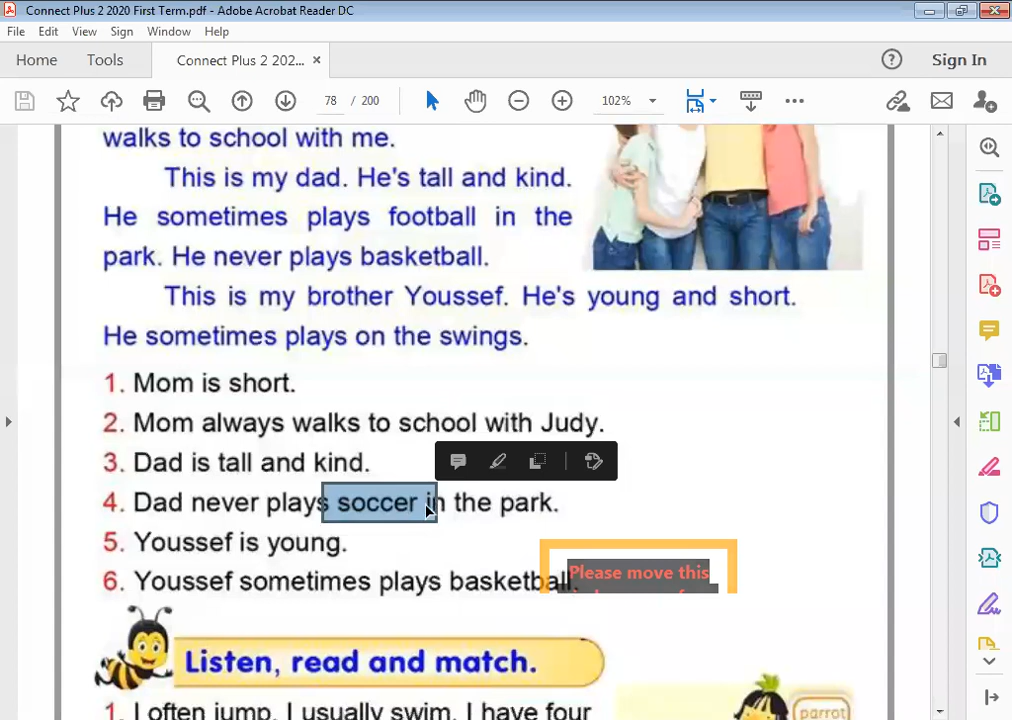 Connect Plus 2 2020 First Term.pdf - Adobe Acrobat Reader DC
File Edit View Sign Window Help
Home Tools Connect Plus 2 202... × Sign In
78 / 200 102%
walks to school with me.
This is my dad. He's tall and kind.
He sometimes plays football in the
park. He never plays basketball.
This is my brother Youssef. He's young and short.
He sometimes plays on the swings.
1. Mom is short.
2. Mom always walks to school with Judy.
3. Dad is tall and kind.
4. Dad never plays soccer in the park.
5. Youssef is young.
6. Youssef sometimes plays basketball.
Please move this
Listen, read and match.
1. I often jump. I usually swim. I have four
parrot